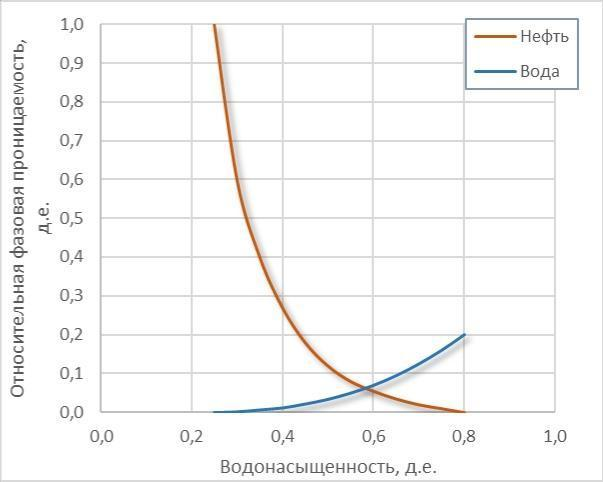 Относительная фазовая проницаемость,
д.е.
1,0
0,9
0,8
0,7
0,6
0,5
0,4
0,3
0,2
0,1
0,0
0,0 0,2 0,4 0,6 0,8 1,0
Водонасыщенность, д.е.
Нефть
Вода